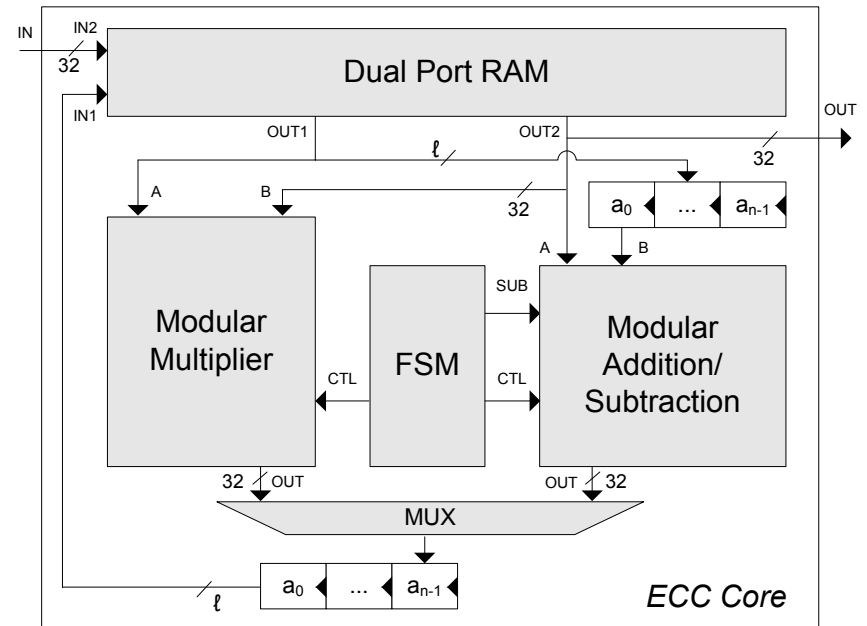 IN
IN2
32
Dual Port RAM
IN1
OUT
OUT1
OUT2
ℓ
32
A
B
32
a0 ... an-1
A
B
Modular
Multiplier
FSM
SUB
Modular
Addition/
Subtraction
CTL
CTL
32
OUT
OUT
32
MUX
ℓ
a0 ... an-1
ECC Core